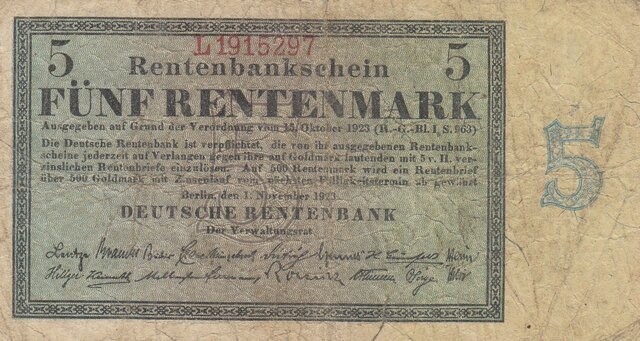 L1915297
5 Rentenbankschein 5
FÜNF RENTENMARK
Ausgegeben auf Grund der Verordnung vom 15. Oktober 1923 (R.-G.-Bl. I, S. 963)
Die Deutsche Rentenbank ist verpflichtet, die von ihr ausgegebenen Rentenbank-
scheine jederzeit auf Verlangen gegen ihre auf Goldmark lautenden mit 5 v. H. ver-
zinslichen Rentenbriefe einzulösen. Auf 500 Rentenmark wird ein Rentenbrief
über 500 Goldmark mit Zinsenlauf vom nächsten Fälligkeitstermin ab gewährt
Berlin, den 1. November 1923
DEUTSCHE RENTENBANK
Der Verwaltungsrat
5